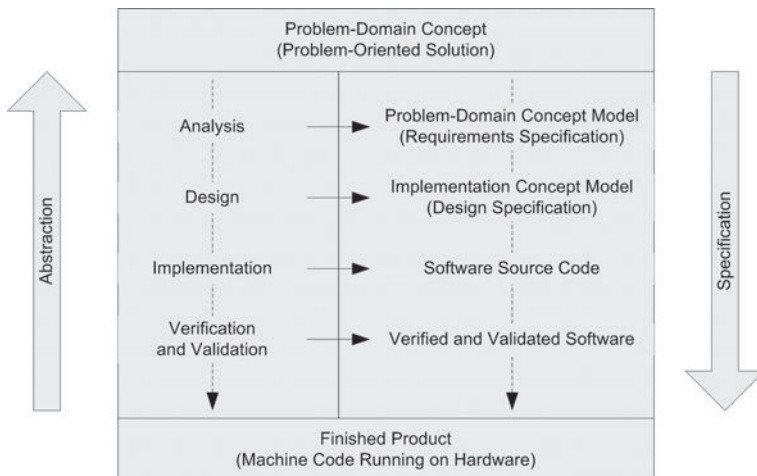 Problem-Domain Concept
(Problem-Oriented Solution)
Abstraction
Analysis
Problem-Domain Concept Model
(Requirements Specification)
Design
Implementation Concept Model
(Design Specification)
Implementation
Software Source Code
Verification
and Validation
Verified and Validated Software
Specification
Finished Product
(Machine Code Running on Hardware)